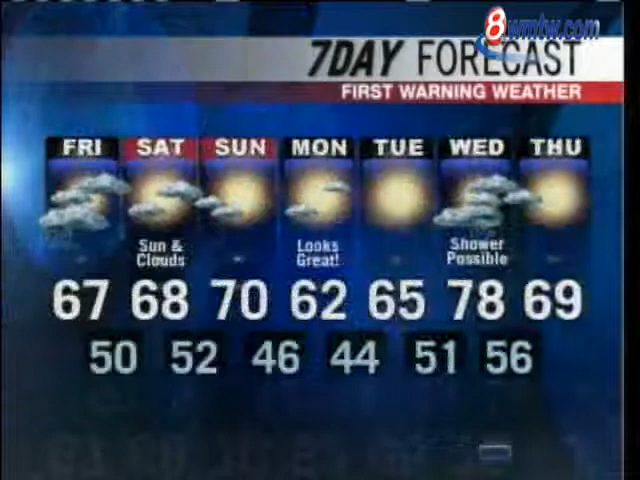 8 wmtw.com
7DAY FORECAST
FIRST WARNING WEATHER
FRI SAT SUN MON TUE WED THU
Sun & Looks Shower
Clouds Great! Possible
67 68 70 62 65 78 69
50 52 46 44 51 56